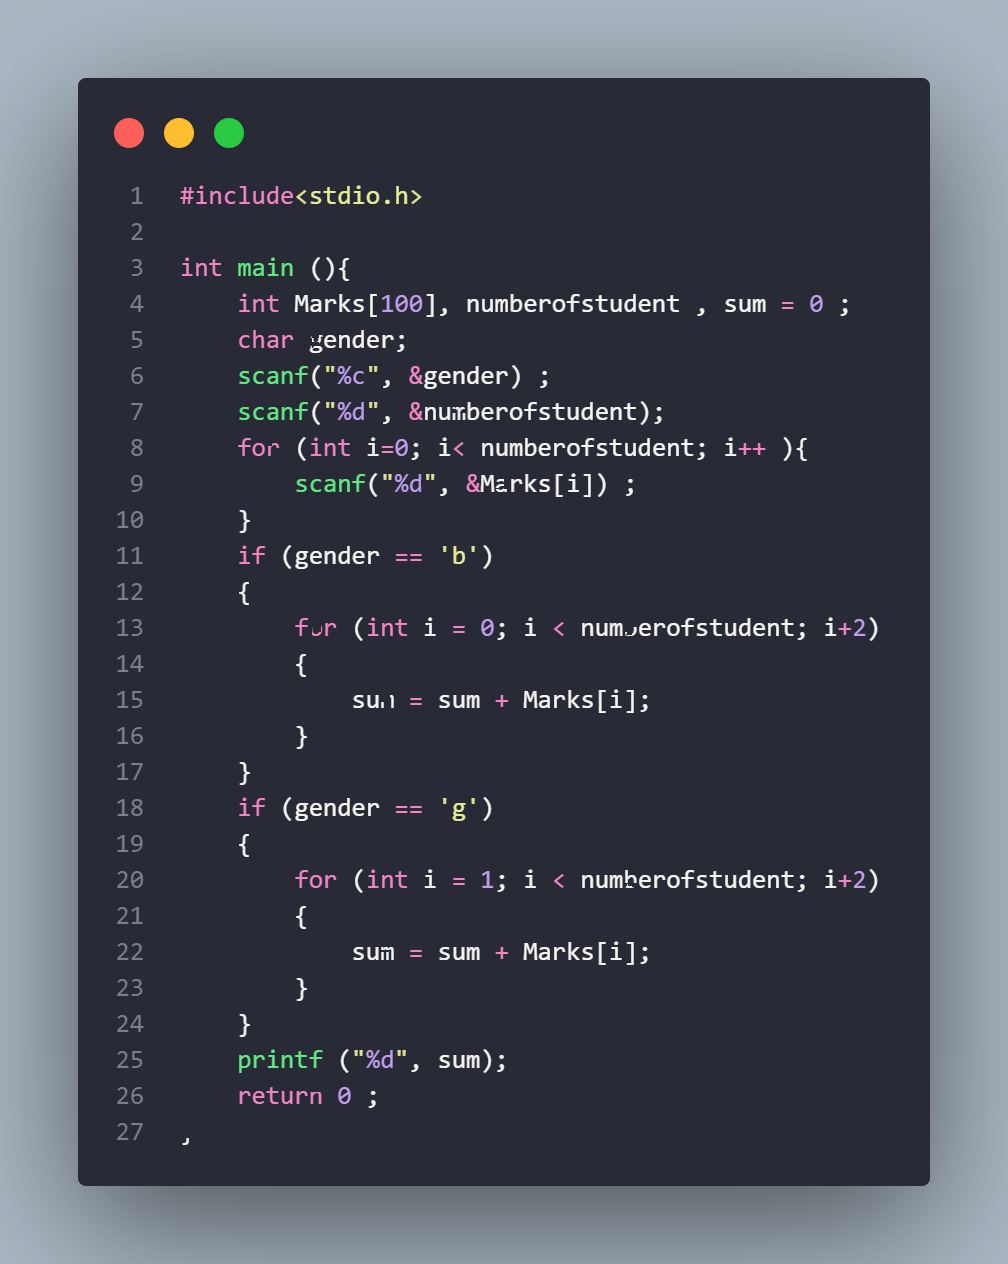 1 #include<stdio.h>
2
3 int main (){
4     int Marks[100], numberofstudent , sum = 0 ;
5     char gender;
6     scanf("%c", &gender) ;
7     scanf("%d", &numberofstudent);
8     for (int i=0; i< numberofstudent; i++ ){
9         scanf("%d", &Marks[i]) ;
10     }
11     if (gender == 'b')
12     {
13         for (int i = 0; i < numberofstudent; i+2)
14         {
15             sum = sum + Marks[i];
16         }
17     }
18     if (gender == 'g')
19     {
20         for (int i = 1; i < numberofstudent; i+2)
21         {
22             sum = sum + Marks[i];
23         }
24     }
25     printf ("%d", sum);
26     return 0 ;
27 }